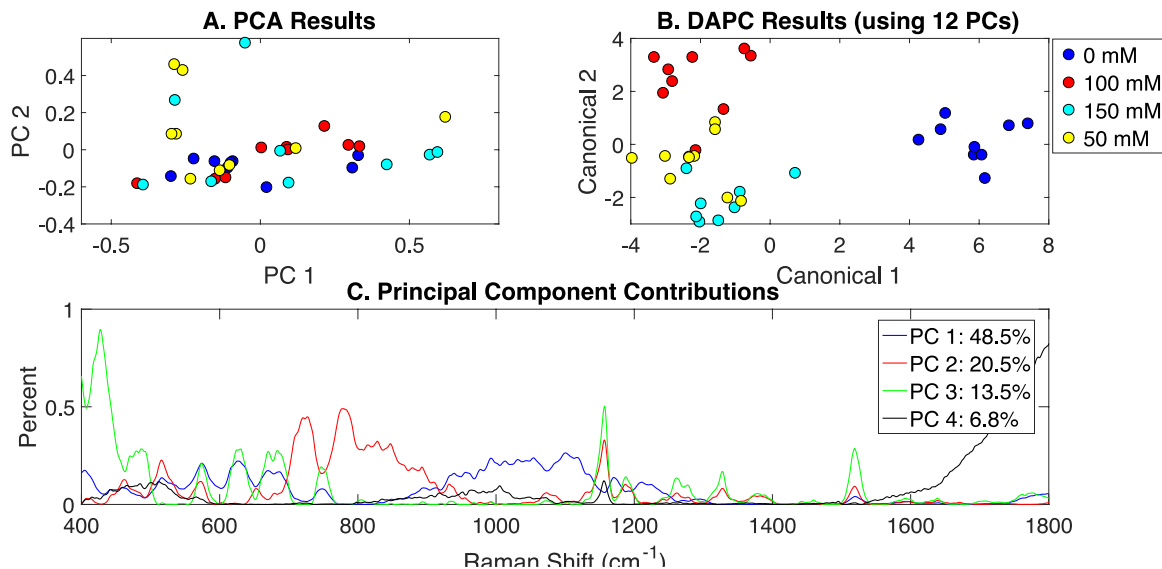 A. PCA Results
PC 2
0.4
0.2
0
-0.2
-0.4
-0.5
0
0.5
PC 1
B. DAPC Results (using 12 PCs)
Canonical 2
4
2
0
-2
-4
-2
0
2
4
6
8
Canonical 1
0 mM
100 mM
150 mM
50 mM
C. Principal Component Contributions
Percent
1
0.5
0
400
600
800
1000
1200
1400
1600
1800
Raman Shift (cm⁻¹)
PC 1: 48.5%
PC 2: 20.5%
PC 3: 13.5%
PC 4: 6.8%